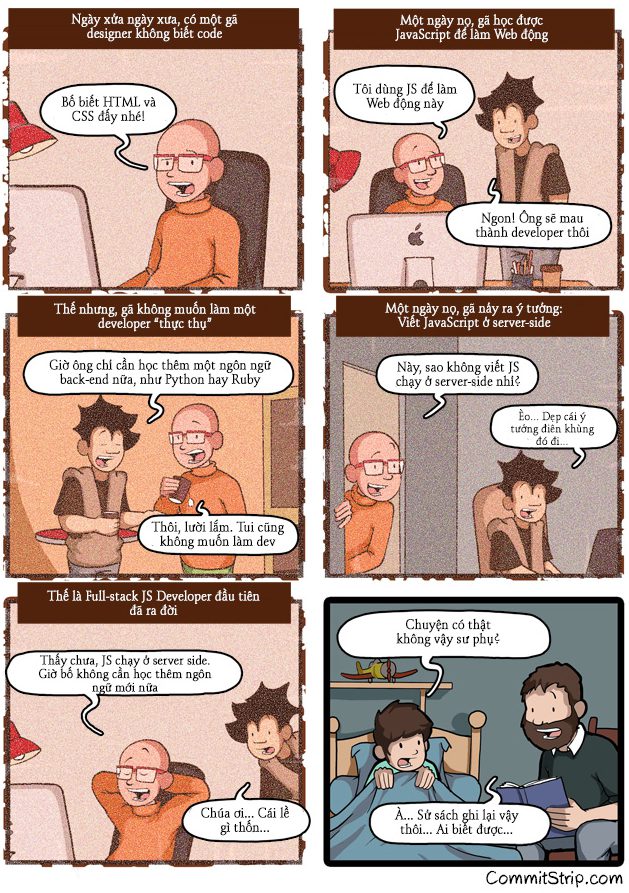 Ngày xửa ngày xưa, có một gã
designer không biết code
Bố biết HTML và
CSS đấy nhé!
Một ngày nọ, gã học được
JavaScript để làm Web động
Tôi dùng JS để làm
Web động này
Ngon! Ông sẽ mau
thành developer thôi
Thế nhưng, gã không muốn làm một
developer “thực thụ”
Giờ ông chỉ cần học thêm một ngôn ngữ
back-end nữa, như Python hay Ruby
Thôi, lười lắm. Tui cũng
không muốn làm dev
Một ngày nọ, gã nảy ra ý tưởng:
Viết JavaScript ở server-side
Này, sao không viết JS
chạy ở server-side nhỉ?
Èo... Dẹp cái ý
tưởng điên khùng
đó đi...
Thế là Full-stack JS Developer đầu tiên
đã ra đời
Thấy chưa, JS chạy ở server side.
Giờ bố không cần học thêm ngôn
ngữ mới nữa
Chúa ơi... Cái lề
gì thốn...
Chuyện có thật
không vậy sư phụ?
À... Sử sách ghi lại vậy
thôi... Ai biết được...
CommitStrip.com